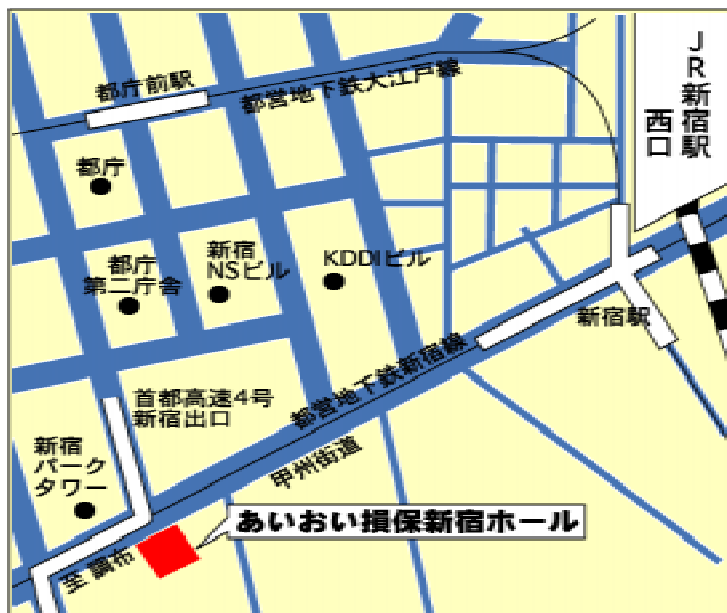 JR新宿駅
西口
都庁前駅
都営地下鉄大江戸線
都庁
都庁
第二庁舎
新宿
NSビル
KDDIビル
新宿駅
都営地下鉄新宿線
首都高速4号
新宿出口
甲州街道
新宿
パーク
タワー
あいおい損保新宿ホール
至 調布